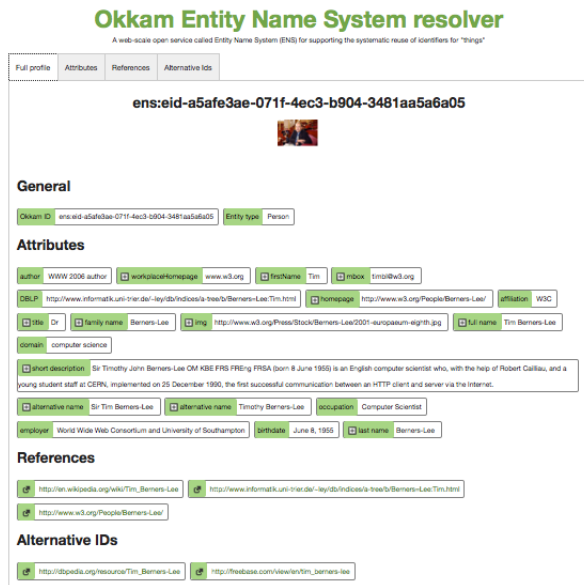 Okkam Entity Name System resolver
A web-scale open service called Entity Name System (ENS) for supporting the systematic reuse of identifiers for "things"
Full profile Attributes References Alternative Ids
ens:eid-a5afe3ae-071f-4ec3-b904-3481aa5a6a05
General
Okkam ID ens:eid-a5afe3ae-071f-4ec3-b904-3481aa5a6a05 Entity type Person
Attributes
author WWW 2006 author workplaceHomepage www.w3.org firstName Tim mbox timbl@w3.org
DBLP http://www.informatik.uni-trier.de/~ley/db/indices/a-tree/b/Berners=Lee:Tim.html homepage http://www.w3.org/People/Berners-Lee/ affiliation W3C
title Dr family name Berners-Lee img http://www.w3.org/Press/Stock/Berners-Lee/2001-europaeum-eighth.jpg full name Tim Berners-Lee
domain computer science
short description Sir Timothy John Berners-Lee OM KBE FRS FREng FRSA (born 8 June 1955) is an English computer scientist who, with the help of Robert Cailliau, and a
young student staff at CERN, implemented on 25 December 1990, the first successful communication between an HTTP client and server via the Internet.
alternative name Sir Tim Berners-Lee alternative name Timothy Berners-Lee occupation Computer Scientist
employer World Wide Web Consortium and University of Southampton birthdate June 8, 1955 last name Berners-Lee
References
http://en.wikipedia.org/wiki/Tim_Berners-Lee http://www.informatik.uni-trier.de/~ley/db/indices/a-tree/b/Berners=Lee:Tim.html
http://www.w3.org/People/Berners-Lee/
Alternative IDs
http://dbpedia.org/resource/Tim_Berners-Lee http://freebase.com/view/en/tim_berners-lee